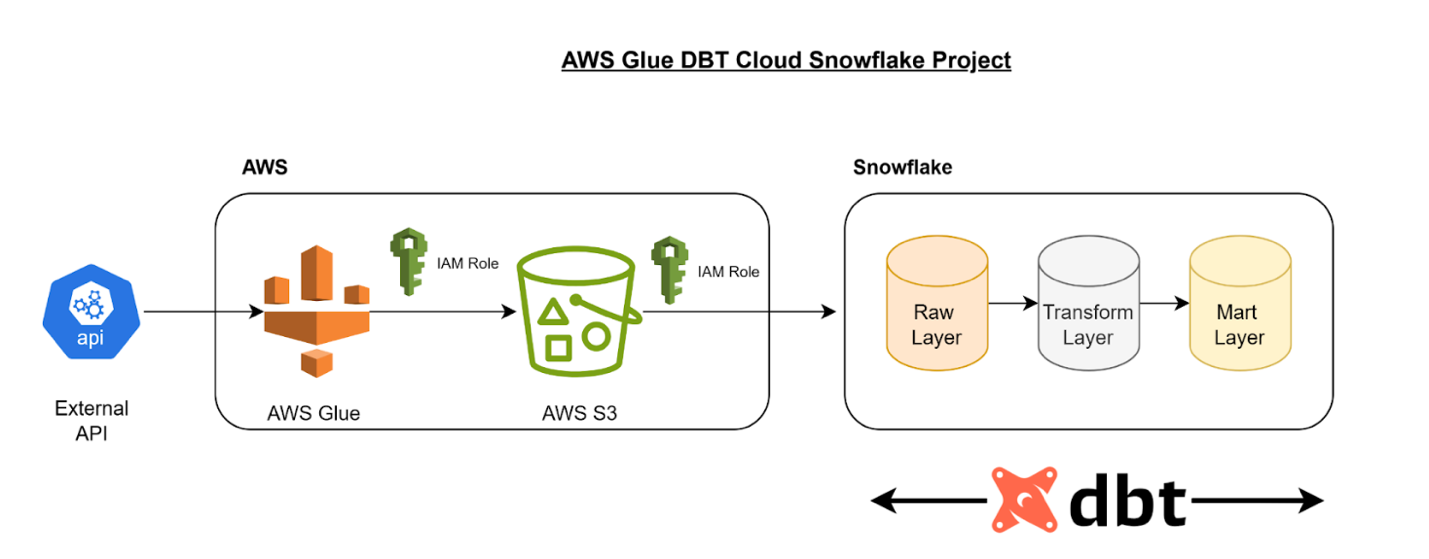 AWS Glue DBT Cloud Snowflake Project
AWS
Snowflake
IAM Role
IAM Role
api
Raw
Layer
Transform
Layer
Mart
Layer
External
API
AWS Glue
AWS S3
dbt